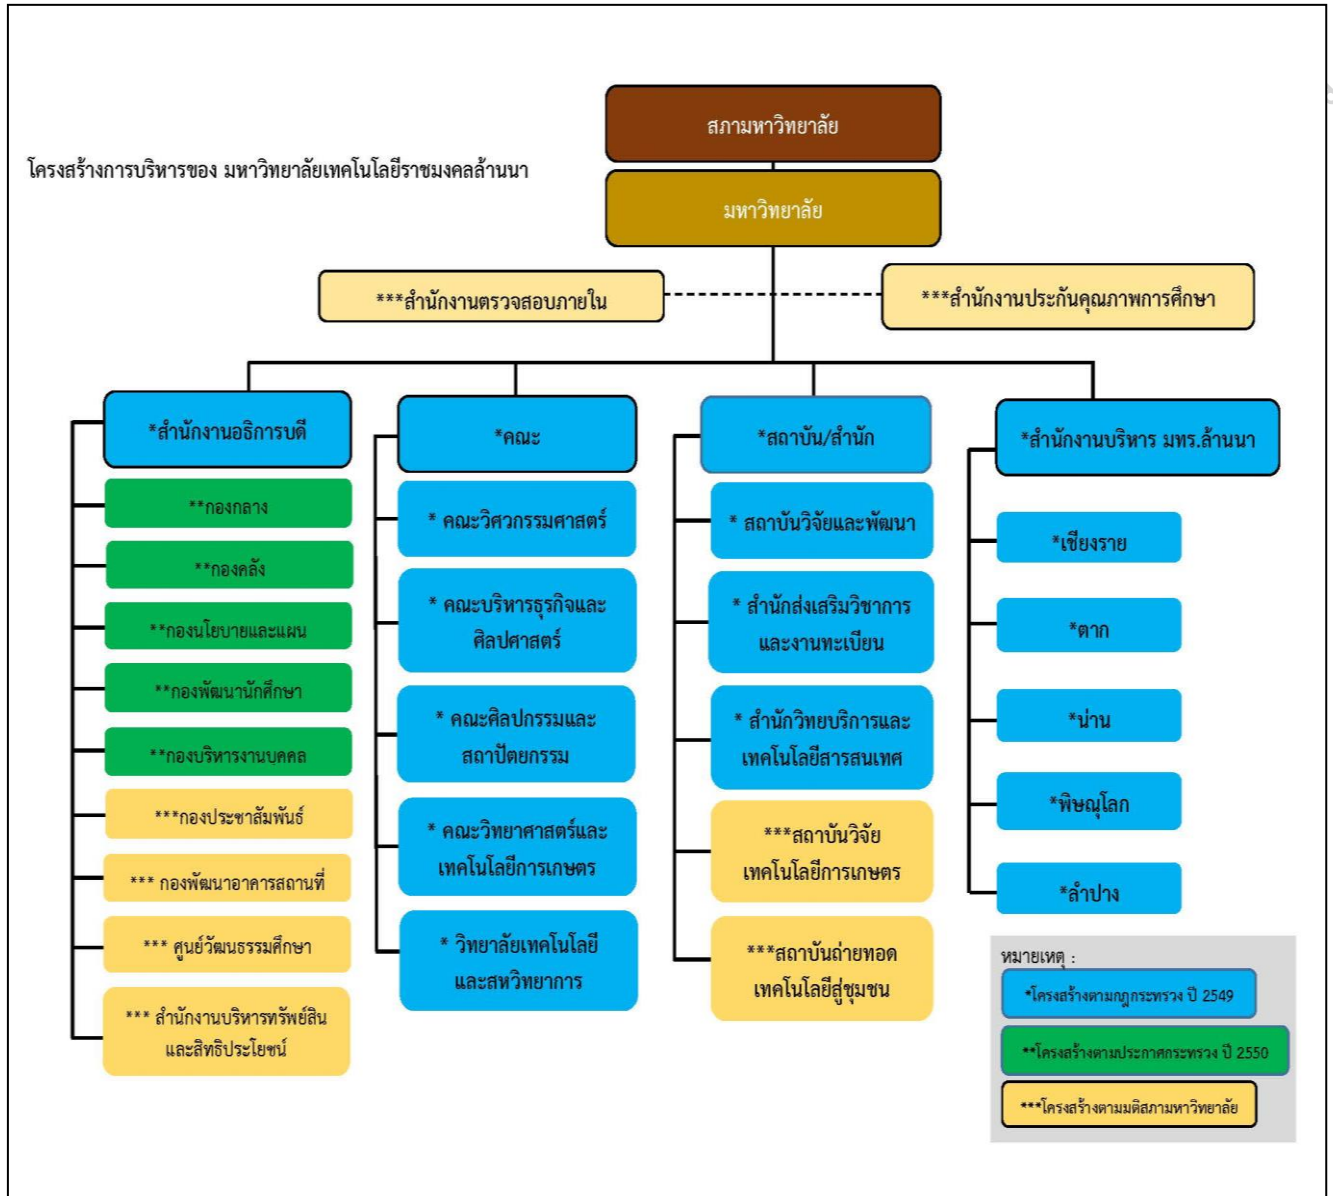 สภามหาวิทยาลัย
โครงสร้างการบริหารของ มหาวิทยาลัยเทคโนโลยีราชมงคลล้านนา
มหาวิทยาลัย
***สำนักงานตรวจสอบภายใน
***สำนักงานประกันคุณภาพการศึกษา
*สำนักงานอธิการบดี
**กองกลาง
**กองคลัง
**กองนโยบายและแผน
**กองพัฒนานักศึกษา
**กองบริหารงานบุคคล
***กองประชาสัมพันธ์
*** กองพัฒนาอาคารสถานที่
*** ศูนย์วัฒนธรรมศึกษา
*** สำนักงานบริหารทรัพย์สิน
และสิทธิประโยชน์
*คณะ
* คณะวิศวกรรมศาสตร์
* คณะบริหารธุรกิจและ
ศิลปศาสตร์
* คณะศิลปกรรมและ
สถาปัตยกรรม
* คณะวิทยาศาสตร์และ
เทคโนโลยีการเกษตร
* วิทยาลัยเทคโนโลยี
และสหวิทยาการ
*สถาบัน/สำนัก
* สถาบันวิจัยและพัฒนา
* สำนักส่งเสริมวิชาการ
และงานทะเบียน
* สำนักวิทยบริการและ
เทคโนโลยีสารสนเทศ
***สถาบันวิจัย
เทคโนโลยีการเกษตร
***สถาบันถ่ายทอด
เทคโนโลยีสู่ชุมชน
*สำนักงานบริหาร มทร.ล้านนา
*เชียงราย
*ตาก
*น่าน
*พิษณุโลก
*ลำปาง
หมายเหตุ :
*โครงสร้างตามกฎกระทรวง ปี 2549
**โครงสร้างตามประกาศกระทรวง ปี 2550
***โครงสร้างตามมติสภามหาวิทยาลัย